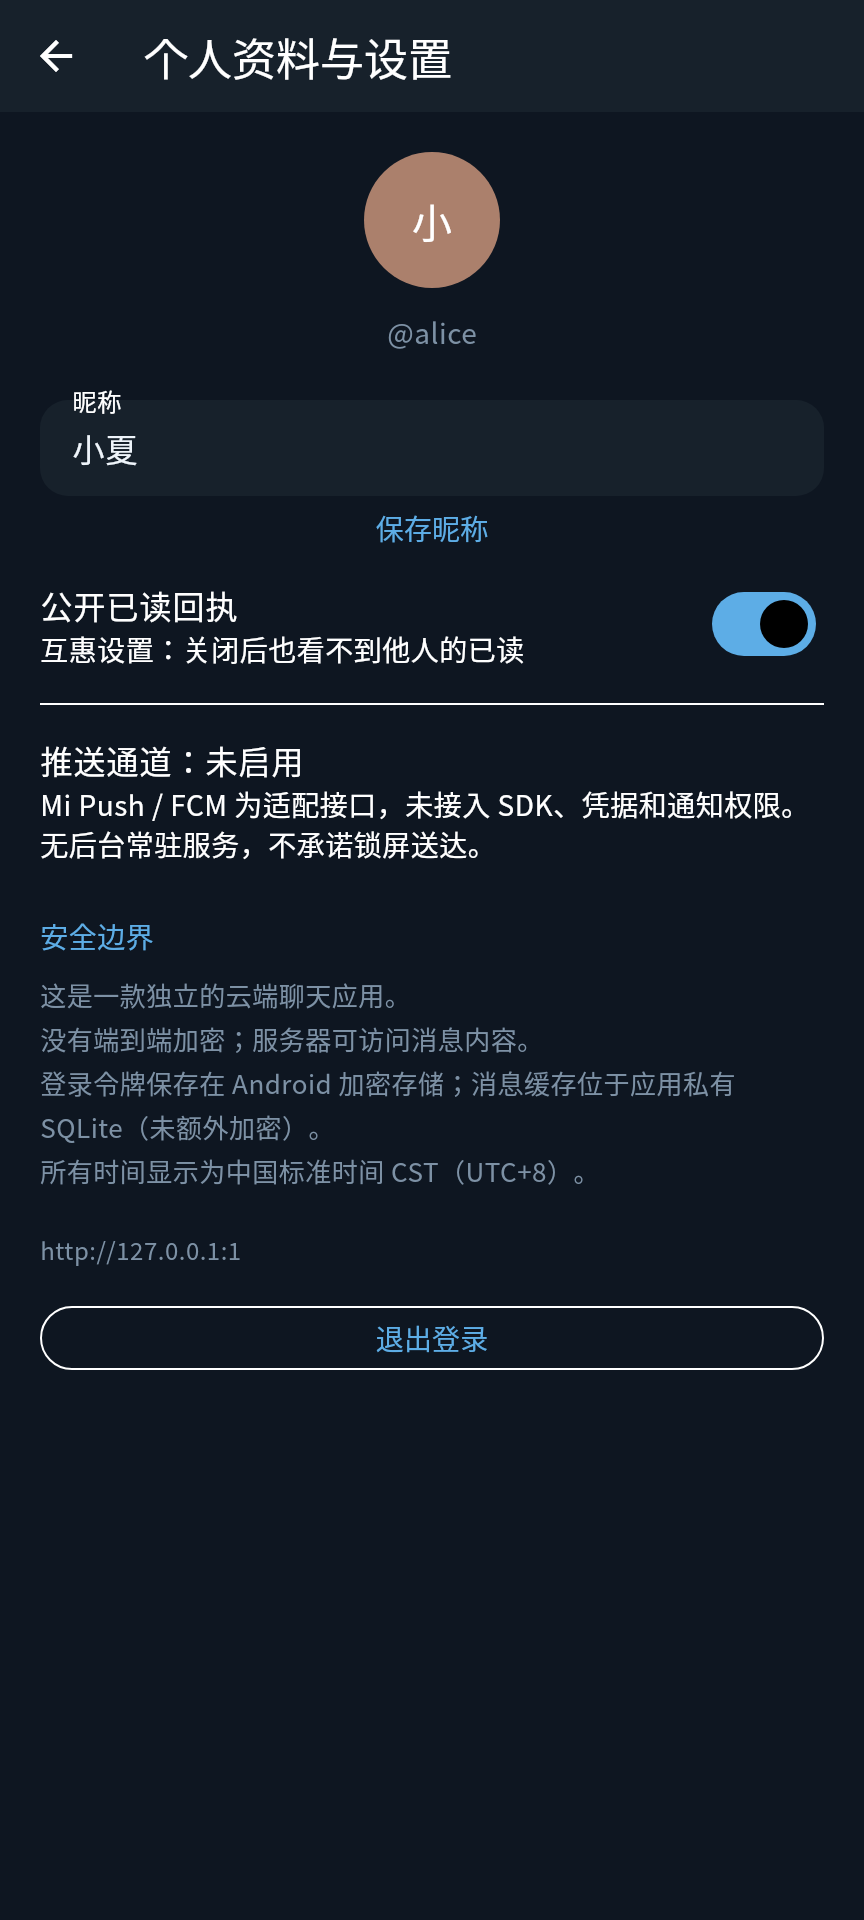 个人资料与设置
小
@alice
昵称
小夏
保存昵称
公开已读回执
互惠设置：关闭后也看不到他人的已读
推送通道：未启用
Mi Push / FCM 为适配接口，未接入 SDK、凭据和通知权限。
无后台常驻服务，不承诺锁屏送达。
安全边界
这是一款独立的云端聊天应用。
没有端到端加密；服务器可访问消息内容。
登录令牌保存在 Android 加密存储；消息缓存位于应用私有
SQLite（未额外加密）。
所有时间显示为中国标准时间 CST（UTC+8）。
http://127.0.0.1:1
退出登录